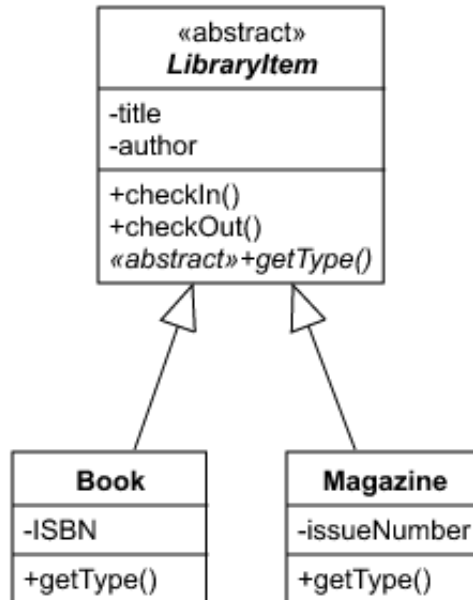 «abstract»
LibraryItem
-title
-author
+checkIn()
+checkOut()
«abstract»+getType()
Book
-ISBN
+getType()
Magazine
-issueNumber
+getType()